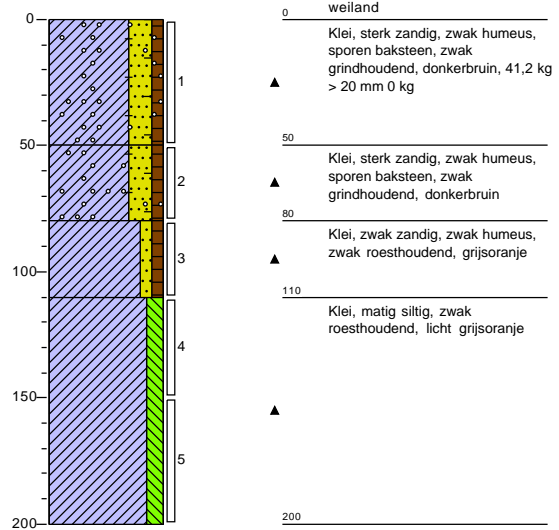 0
50
100
150
200
1
2
3
4
5
0
weiland
Klei, sterk zandig, zwak humeus,
sporen baksteen, zwak
grindhoudend, donkerbruin, 41,2 kg
> 20 mm 0 kg
50
Klei, sterk zandig, zwak humeus,
sporen baksteen, zwak
grindhoudend, donkerbruin
80
Klei, zwak zandig, zwak humeus,
zwak roesthoudend, grijsoranje
110
Klei, matig siltig, zwak
roesthoudend, licht grijsoranje
200